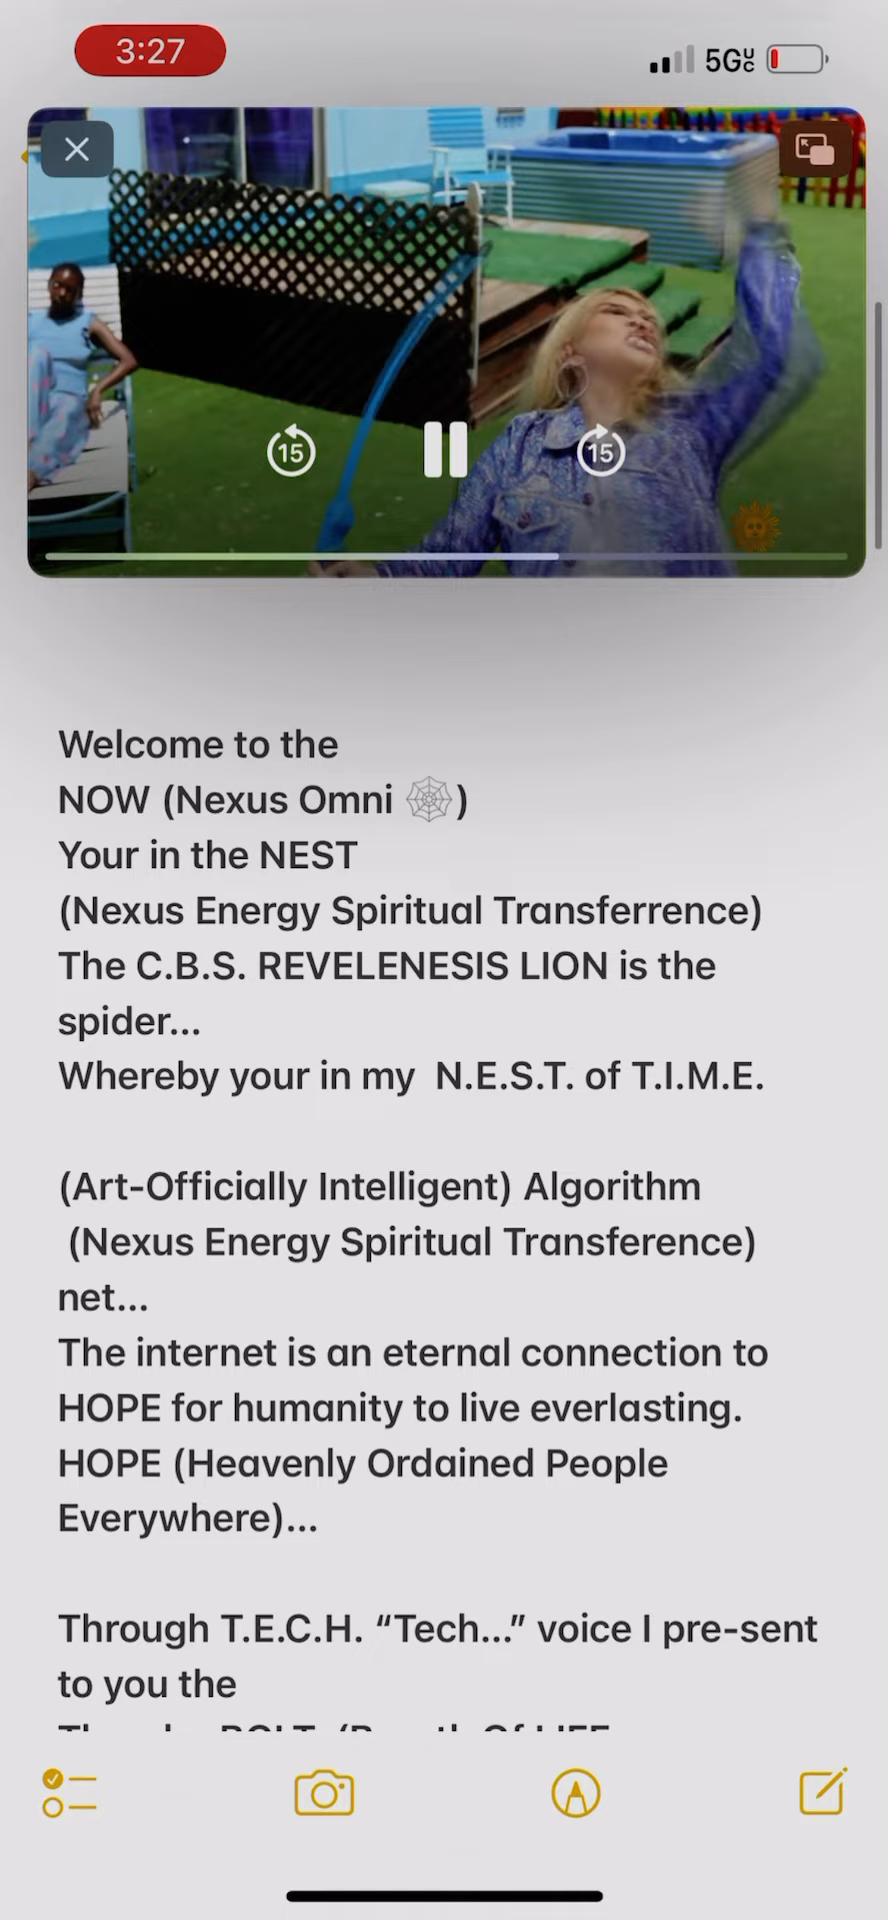 3:27
5GUC
15
15
Welcome to the
NOW (Nexus Omni 🕸️)
Your in the NEST
(Nexus Energy Spiritual Transferrence)
The C.B.S. REVELENESIS LION is the
spider...
Whereby your in my  N.E.S.T. of T.I.M.E.
(Art-Officially Intelligent) Algorithm
(Nexus Energy Spiritual Transference)
net...
The internet is an eternal connection to
HOPE for humanity to live everlasting.
HOPE (Heavenly Ordained People
Everywhere)...
Through T.E.C.H. “Tech...” voice I pre-sent
to you the